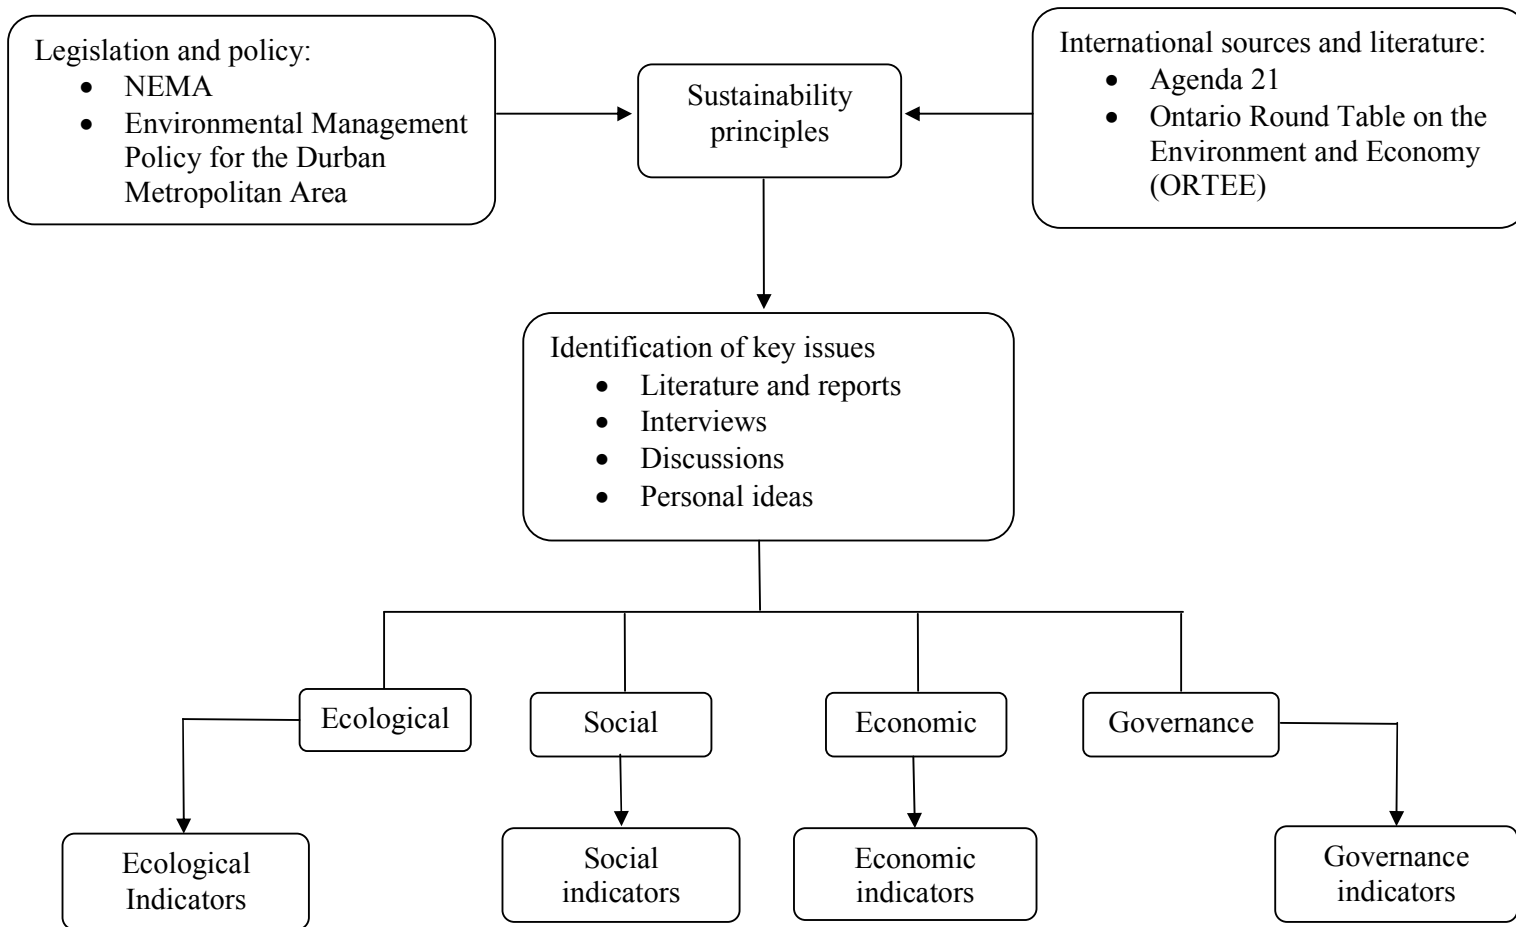 Legislation and policy:
• NEMA
• Environmental Management
Policy for the Durban
Metropolitan Area
Sustainability
principles
International sources and literature:
• Agenda 21
• Ontario Round Table on the
Environment and Economy
(ORTEE)
Identification of key issues
• Literature and reports
• Interviews
• Discussions
• Personal ideas
Ecological
Social
Economic
Governance
Ecological
Indicators
Social
indicators
Economic
indicators
Governance
indicators